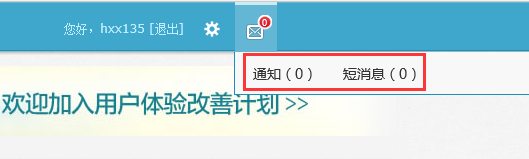 您好，hxx135 [退出] 0
通知（0） 短消息（0）
欢迎加入用户体验改善计划 >>